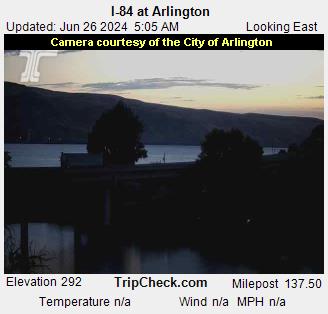 I-84 at Arlington
Updated: Jun 26 2024 5:05 AM Looking East
Camera courtesy of the City of Arlington
Elevation 292 TripCheck.com Milepost 137.50
Temperature n/a Wind n/a MPH n/a